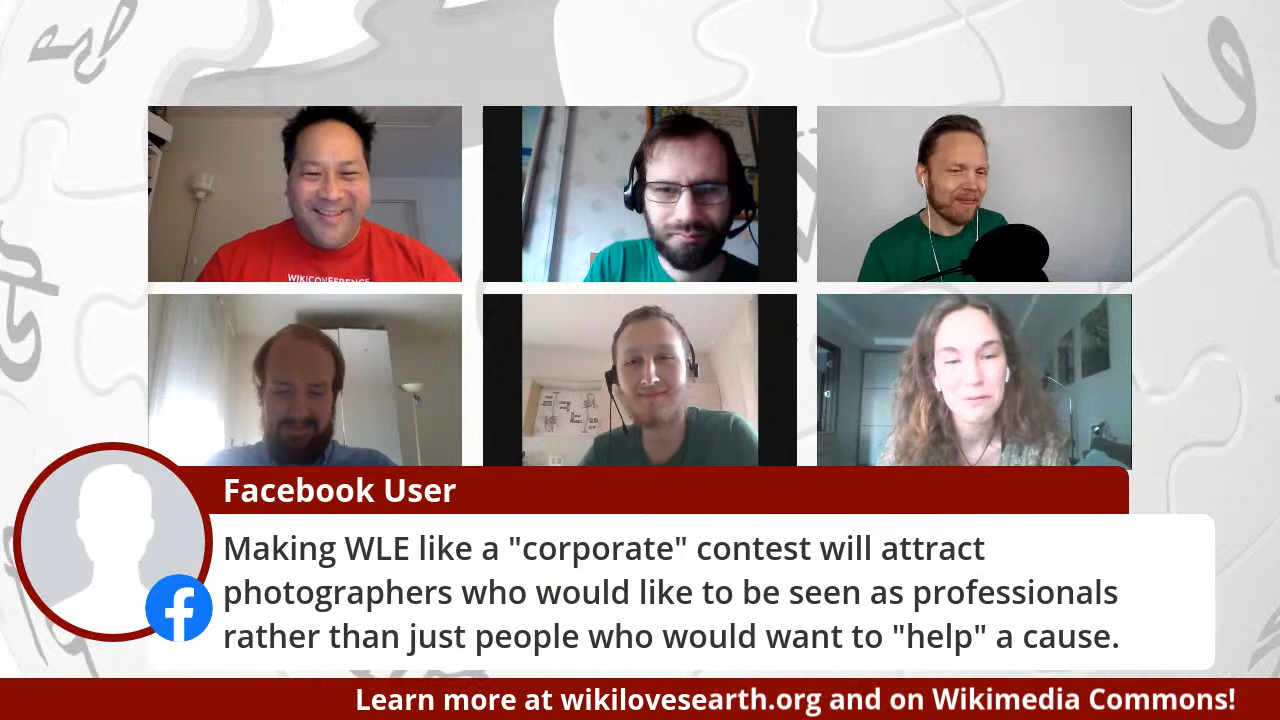 WIKICONFERENCE
Facebook User
Making WLE like a "corporate" contest will attract
photographers who would like to be seen as professionals
rather than just people who would want to "help" a cause.
Learn more at wikilovesearth.org and on Wikimedia Commons!